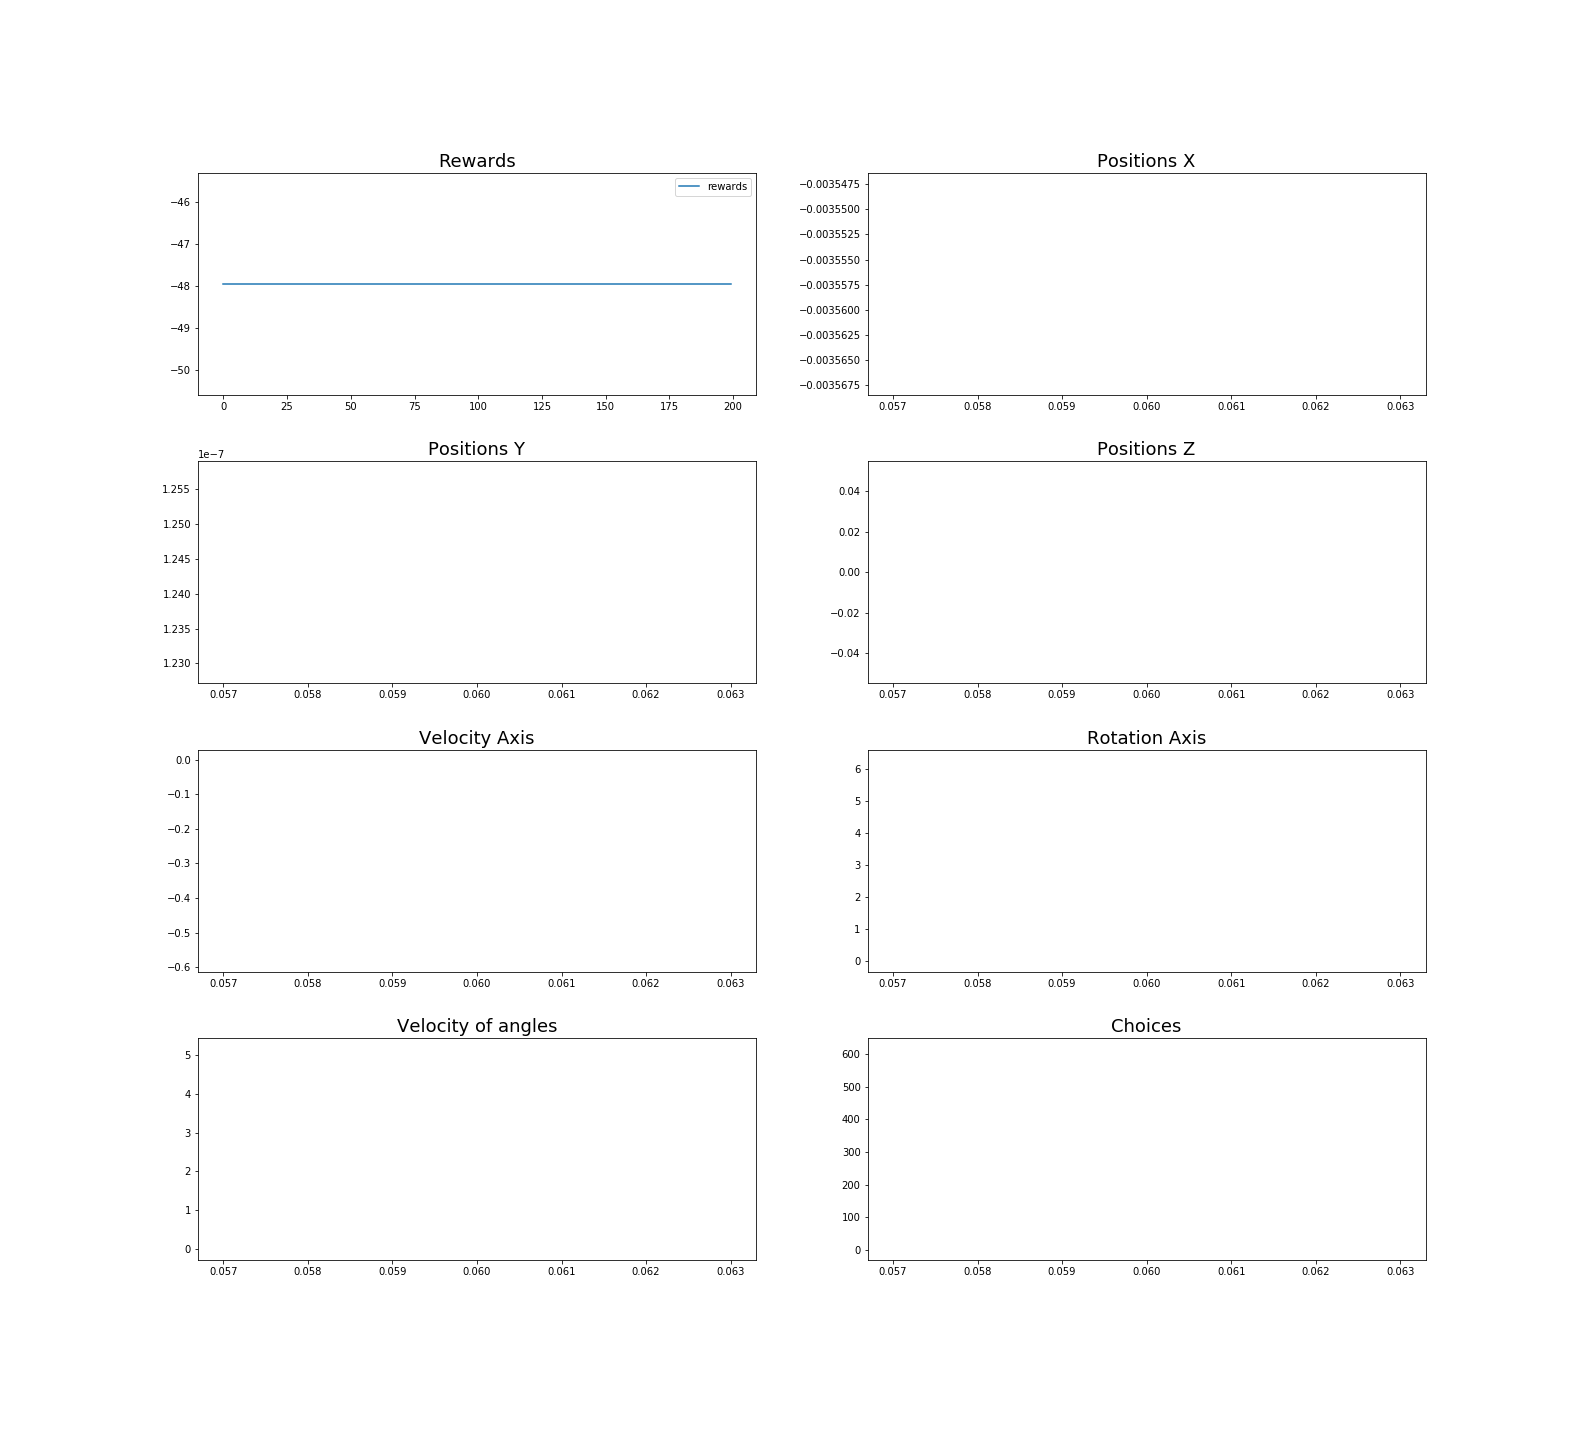 Rewards
rewards
−46
−47
−48
−49
−50
0 25 50 75 100 125 150 175 200
Positions X
−0.0035475
−0.0035500
−0.0035525
−0.0035550
−0.0035575
−0.0035600
−0.0035625
−0.0035650
−0.0035675
0.057 0.058 0.059 0.060 0.061 0.062 0.063
Positions Y
1e−7
1.255
1.250
1.245
1.240
1.235
1.230
0.057 0.058 0.059 0.060 0.061 0.062 0.063
Positions Z
0.04
0.02
0.00
−0.02
−0.04
0.057 0.058 0.059 0.060 0.061 0.062 0.063
Velocity Axis
0.0
−0.1
−0.2
−0.3
−0.4
−0.5
−0.6
0.057 0.058 0.059 0.060 0.061 0.062 0.063
Rotation Axis
6
5
4
3
2
1
0
0.057 0.058 0.059 0.060 0.061 0.062 0.063
Velocity of angles
5
4
3
2
1
0
0.057 0.058 0.059 0.060 0.061 0.062 0.063
Choices
600
500
400
300
200
100
0
0.057 0.058 0.059 0.060 0.061 0.062 0.063